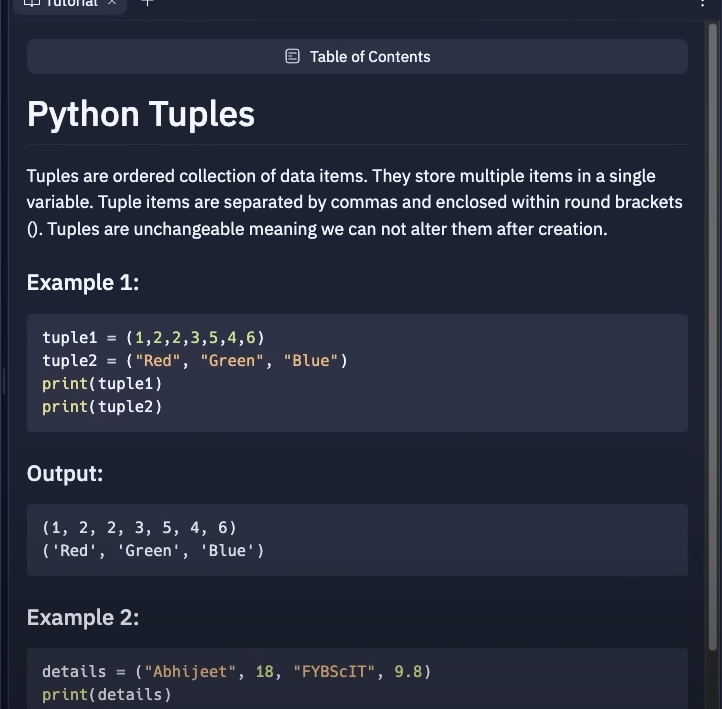 Tutorial
Table of Contents
Python Tuples
Tuples are ordered collection of data items. They store multiple items in a single
variable. Tuple items are separated by commas and enclosed within round brackets
(). Tuples are unchangeable meaning we can not alter them after creation.
Example 1:
tuple1 = (1,2,2,3,5,4,6)
tuple2 = ("Red", "Green", "Blue")
print(tuple1)
print(tuple2)
Output:
(1, 2, 2, 3, 5, 4, 6)
('Red', 'Green', 'Blue')
Example 2:
details = ("Abhijeet", 18, "FYBScIT", 9.8)
print(details)